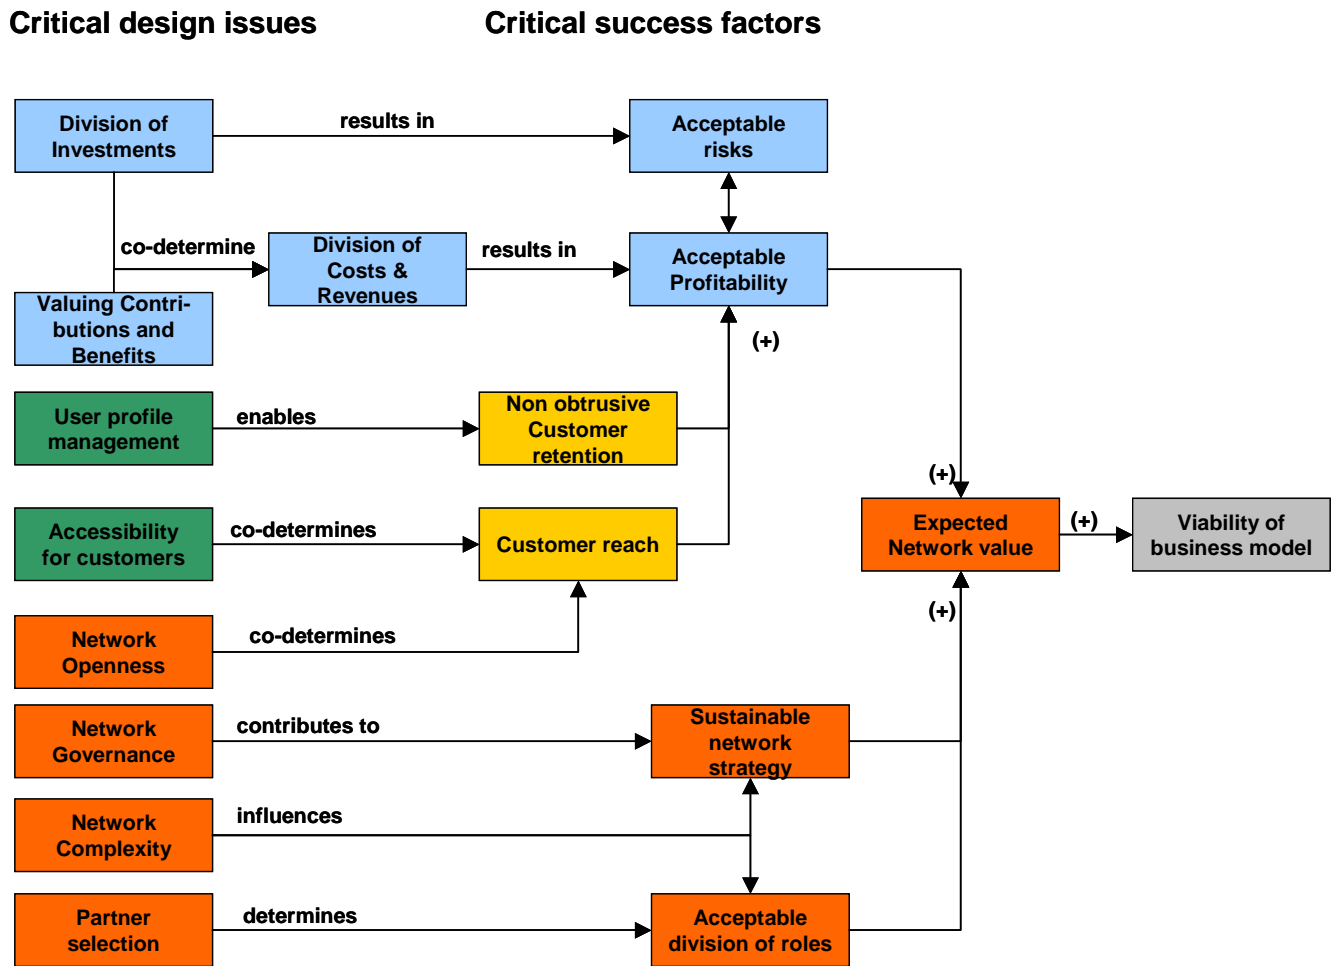 Critical design issues
Critical success factors
Division of
Investments
results in
Acceptable
risks
co-determine
Division of
Costs &
Revenues
results in
Acceptable
Profitability
Valuing Contri-
butions and
Benefits
(+)
User profile
management
enables
Non obtrusive
Customer
retention
Accessibility
for customers
co-determines
Customer reach
(+)
Expected
Network value
(+)
Viability of
business model
(+)
Network
Openness
co-determines
Network
Governance
contributes to
Sustainable
network
strategy
Network
Complexity
influences
Partner
selection
determines
Acceptable
division of roles